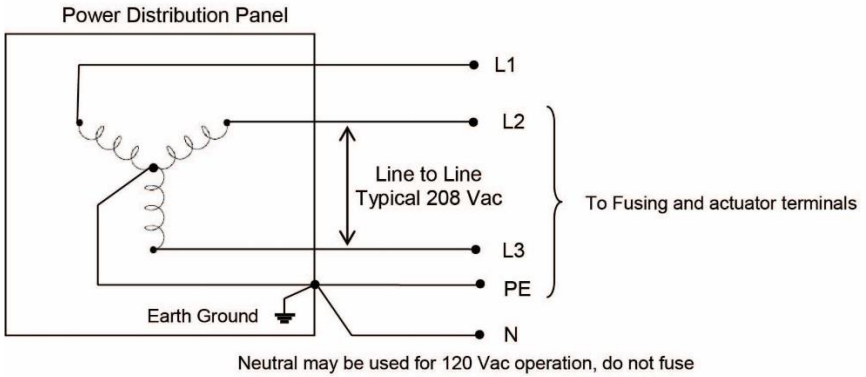 Power Distribution Panel
L1
L2
Line to Line
Typical 208 Vac
To Fusing and actuator terminals
L3
PE
Earth Ground
N
Neutral may be used for 120 Vac operation, do not fuse